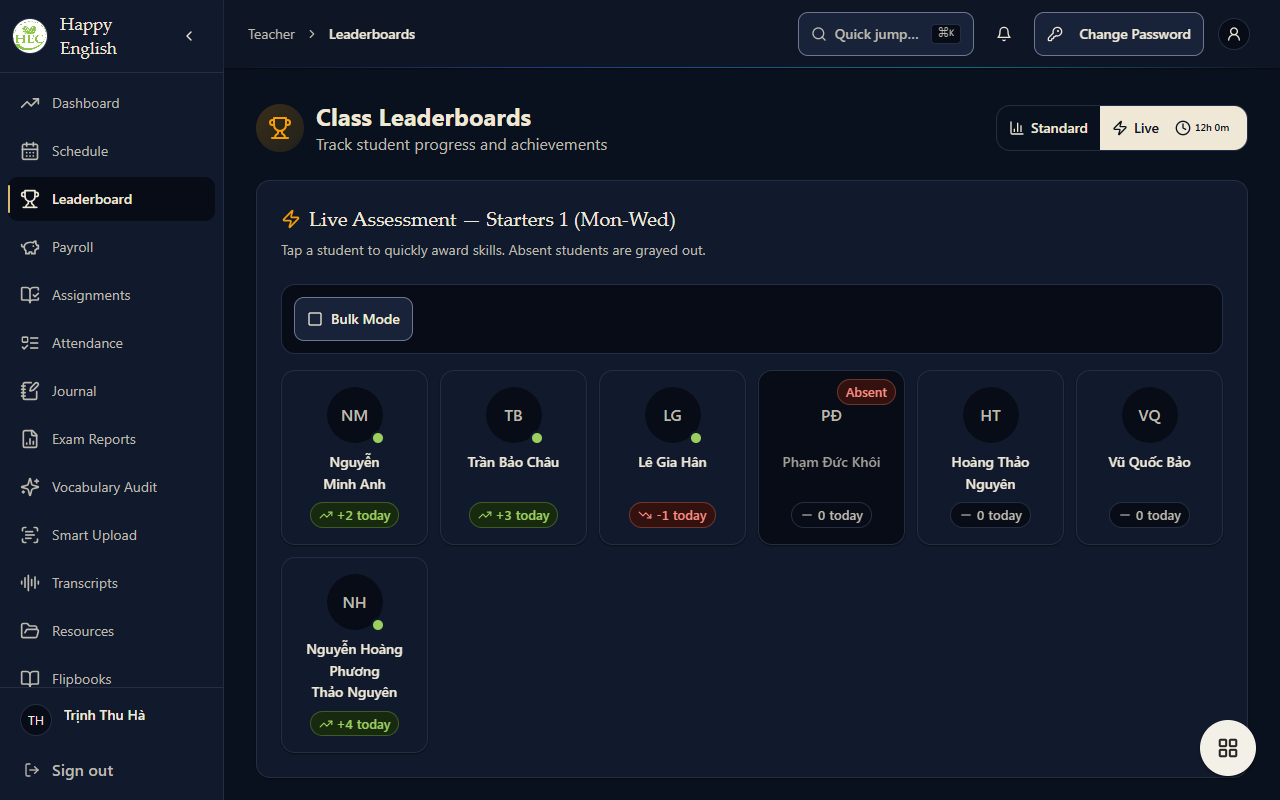 Happy
English
HEC
Teacher > Leaderboards
Quick jump... ⌘K
Change Password
Dashboard
Schedule
Leaderboard
Payroll
Assignments
Attendance
Journal
Exam Reports
Vocabulary Audit
Smart Upload
Transcripts
Resources
Flipbooks
TH
Trịnh Thu Hà
Sign out
Class Leaderboards
Track student progress and achievements
Standard
Live
12h 0m
Live Assessment — Starters 1 (Mon-Wed)
Tap a student to quickly award skills. Absent students are grayed out.
Bulk Mode
NM
Nguyễn
Minh Anh
+2 today
TB
Trần Bảo Châu
+3 today
LG
Lê Gia Hân
-1 today
Absent
PĐ
Phạm Đức Khôi
0 today
HT
Hoàng Thảo
Nguyên
0 today
VQ
Vũ Quốc Bảo
0 today
NH
Nguyễn Hoàng
Phương
Thảo Nguyên
+4 today